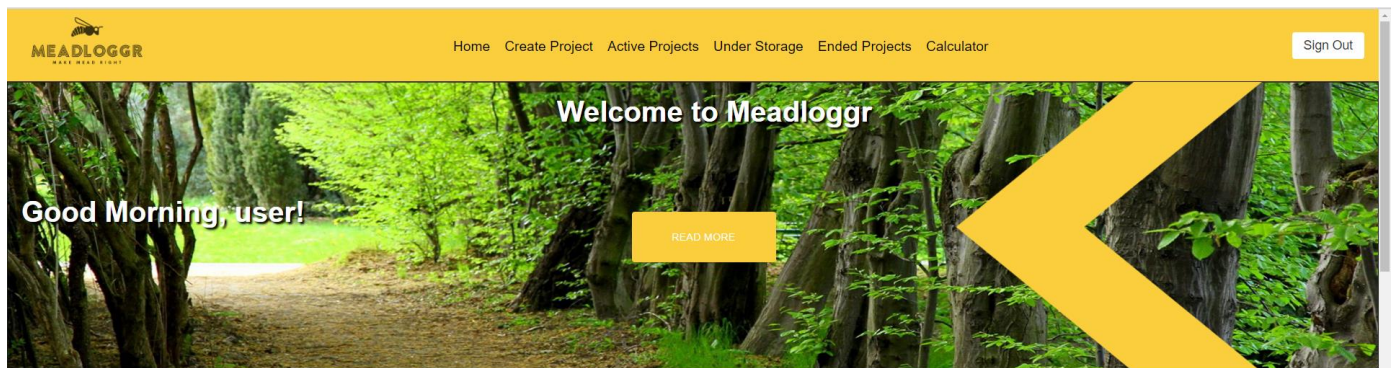 MEADLOGGR
MAKE MEAD RIGHT
Home Create Project Active Projects Under Storage Ended Projects Calculator
Sign Out
Welcome to Meadloggr
Good Morning, user!
READ MORE